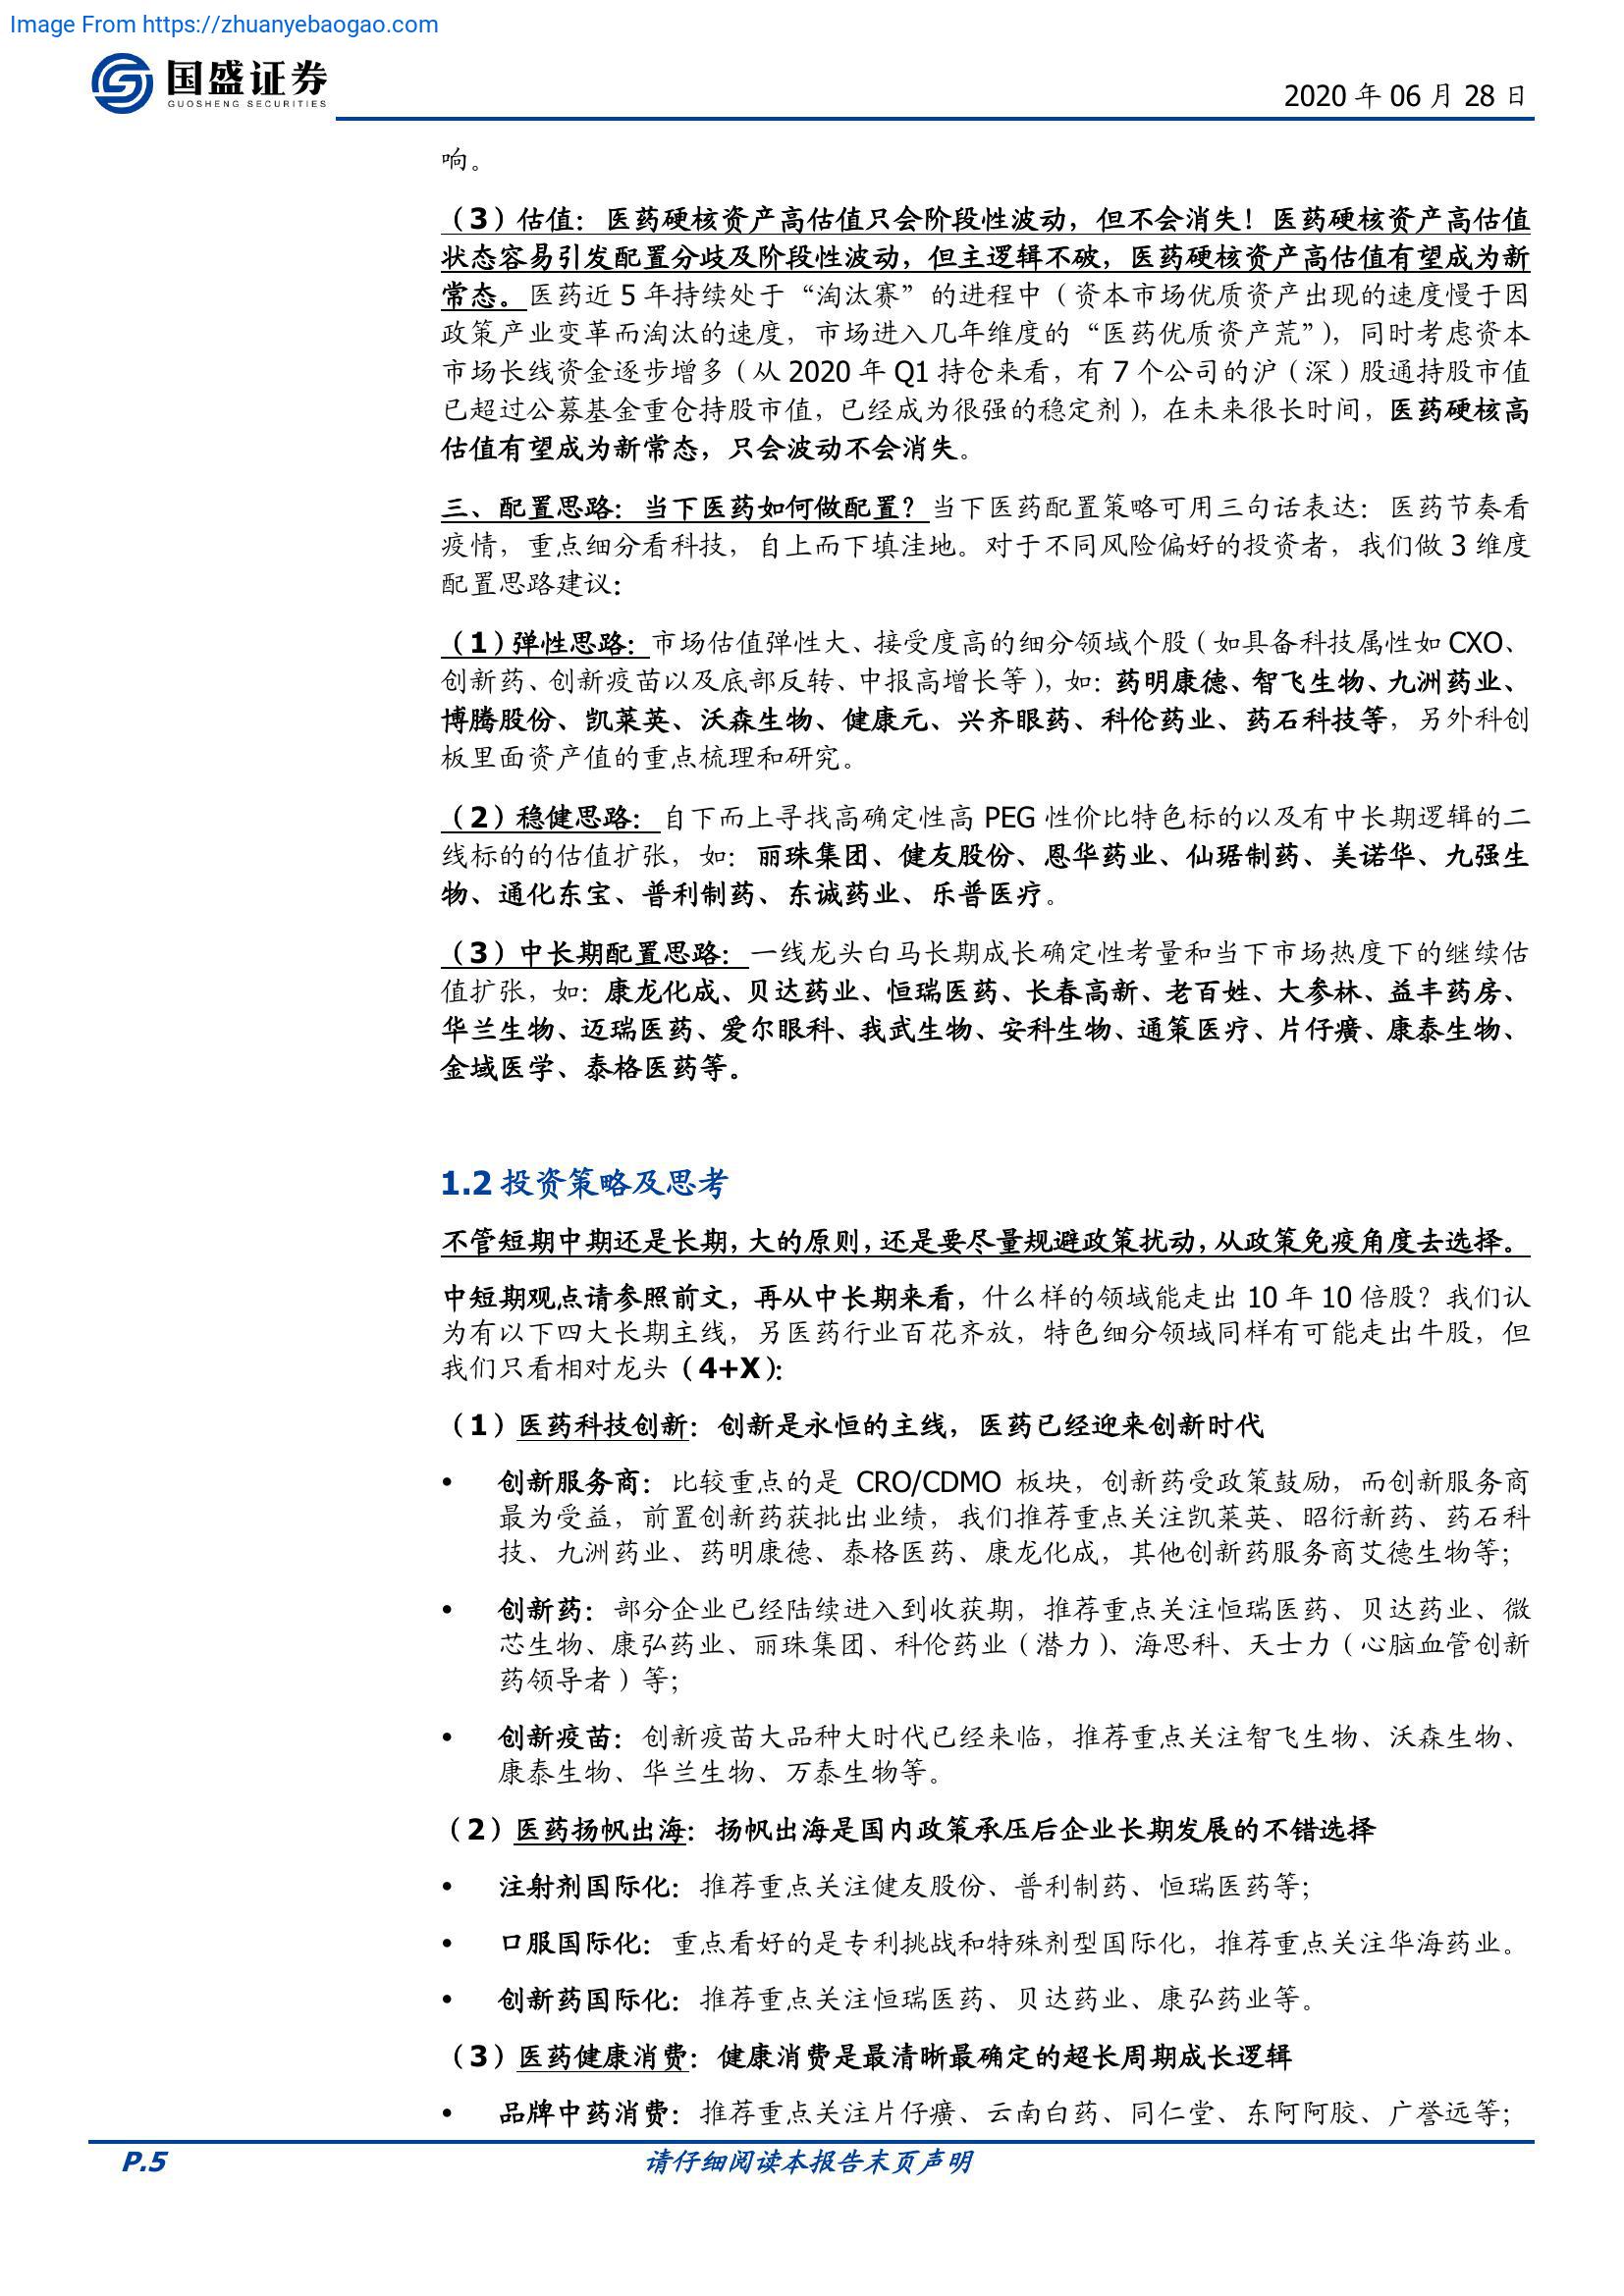 Image From https://zhuanyebaogao.com
国盛证券
GUOSHENG SECURITIES
2020 年 06 月 28 日
响。
（3）估值：医药硬核资产高估值只会阶段性波动，但不会消失！医药硬核资产高估值
状态容易引发配置分歧及阶段性波动，但主逻辑不破，医药硬核资产高估值有望成为新
常态。医药近 5 年持续处于“淘汰赛”的进程中（资本市场优质资产出现的速度慢于因
政策产业变革而淘汰的速度，市场进入几年维度的“医药优质资产荒”），同时考虑资本
市场长线资金逐步增多（从 2020 年 Q1 持仓来看，有 7 个公司的沪（深）股通持股市值
已超过公募基金重仓持股市值，已经成为很强的稳定剂），在未来很长时间，医药硬核高
估值有望成为新常态，只会波动不会消失。
三、配置思路：当下医药如何做配置？当下医药配置策略可用三句话表达：医药节奏看
疫情，重点细分看科技，自上而下填洼地。对于不同风险偏好的投资者，我们做 3 维度
配置思路建议：
（1）弹性思路：市场估值弹性大、接受度高的细分领域个股（如具备科技属性如 CXO、
创新药、创新疫苗以及底部反转、中报高增长等），如：药明康德、智飞生物、九洲药业、
博腾股份、凯莱英、沃森生物、健康元、兴齐眼药、科伦药业、药石科技等，另外科创
板里面资产值的重点梳理和研究。
（2）稳健思路：自下而上寻找高确定性高 PEG 性价比特色标的以及有中长期逻辑的二
线标的的估值扩张，如：丽珠集团、健友股份、恩华药业、仙琚制药、美诺华、九强生
物、通化东宝、普利制药、东诚药业、乐普医疗。
（3）中长期配置思路：一线龙头白马长期成长确定性考量和当下市场热度下的继续估
值扩张，如：康龙化成、贝达药业、恒瑞医药、长春高新、老百姓、大参林、益丰药房、
华兰生物、迈瑞医药、爱尔眼科、我武生物、安科生物、通策医疗、片仔癀、康泰生物、
金域医学、泰格医药等。
1.2 投资策略及思考
不管短期中期还是长期，大的原则，还是要尽量规避政策扰动，从政策免疫角度去选择。
中短期观点请参照前文，再从中长期来看，什么样的领域能走出 10 年 10 倍股？我们认
为有以下四大长期主线，另医药行业百花齐放，特色细分领域同样有可能走出牛股，但
我们只看相对龙头（4+X）：
（1）医药科技创新：创新是永恒的主线，医药已经迎来创新时代
• 创新服务商：比较重点的是 CRO/CDMO 板块，创新药受政策鼓励，而创新服务商
最为受益，前置创新药获批出业绩，我们推荐重点关注凯莱英、昭衍新药、药石科
技、九洲药业、药明康德、泰格医药、康龙化成，其他创新药服务商艾德生物等；
• 创新药：部分企业已经陆续进入到收获期，推荐重点关注恒瑞医药、贝达药业、微
芯生物、康弘药业、丽珠集团、科伦药业（潜力）、海思科、天士力（心脑血管创新
药领导者）等；
• 创新疫苗：创新疫苗大品种大时代已经来临，推荐重点关注智飞生物、沃森生物、
康泰生物、华兰生物、万泰生物等。
（2）医药扬帆出海：扬帆出海是国内政策承压后企业长期发展的不错选择
• 注射剂国际化：推荐重点关注健友股份、普利制药、恒瑞医药等；
• 口服国际化：重点看好的是专利挑战和特殊剂型国际化，推荐重点关注华海药业。
• 创新药国际化：推荐重点关注恒瑞医药、贝达药业、康弘药业等。
（3）医药健康消费：健康消费是最清晰最确定的超长周期成长逻辑
• 品牌中药消费：推荐重点关注片仔癀、云南白药、同仁堂、东阿阿胶、广誉远等；
P.5
请仔细阅读本报告末页声明